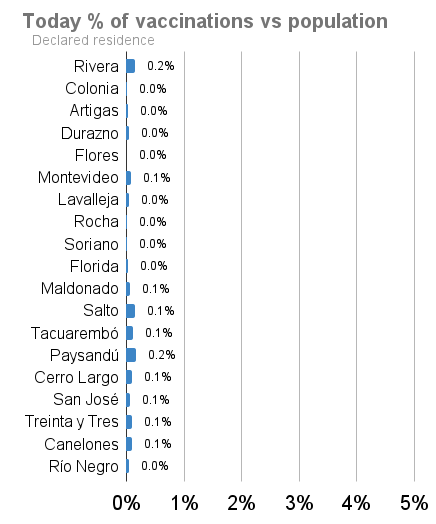 Today % of vaccinations vs population
Declared residence
Rivera 0.2%
Colonia 0.0%
Artigas 0.0%
Durazno 0.0%
Flores 0.0%
Montevideo 0.1%
Lavalleja 0.0%
Rocha 0.0%
Soriano 0.0%
Florida 0.0%
Maldonado 0.1%
Salto 0.1%
Tacuarembó 0.1%
Paysandú 0.2%
Cerro Largo 0.1%
San José 0.1%
Treinta y Tres 0.1%
Canelones 0.1%
Río Negro 0.0%
0% 1% 2% 3% 4% 5%